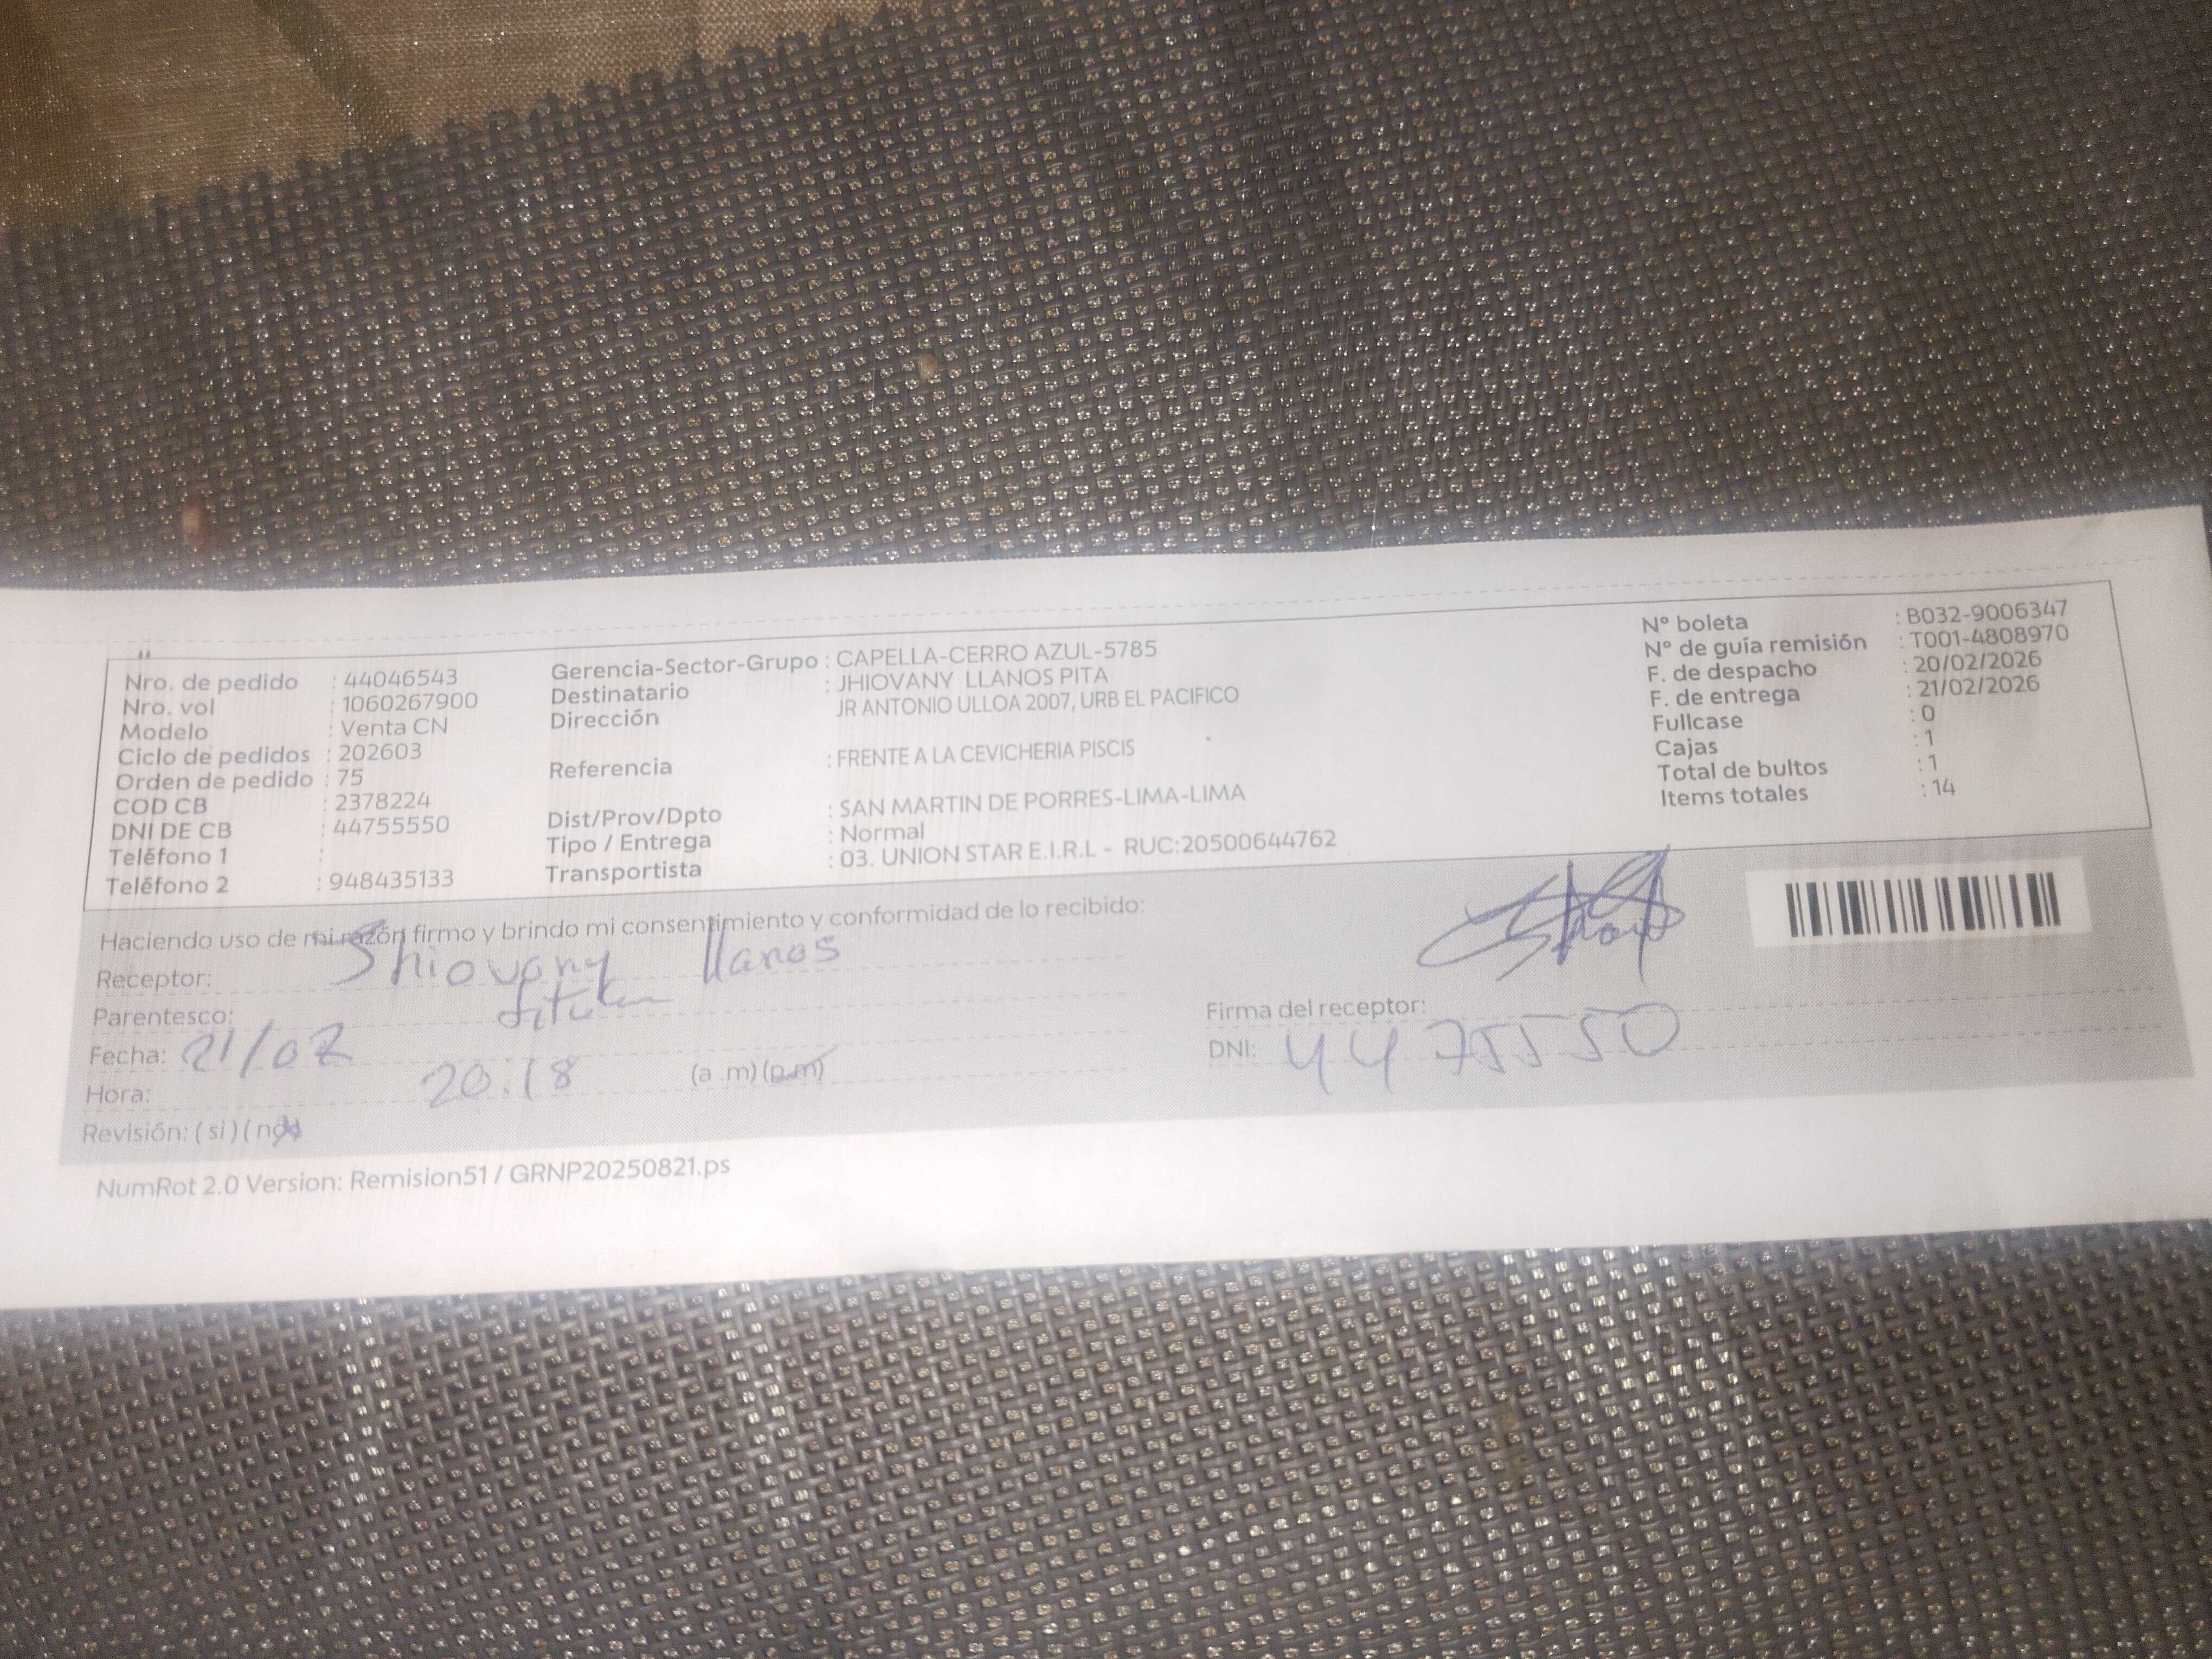 Nro. de pedido : 44046543
Nro. vol : 1060267900
Modelo : Venta CN
Ciclo de pedidos : 202603
Orden de pedido : 75
COD CB : 2378224
DNI DE CB : 44755550
Teléfono 1 :
Teléfono 2 : 948435133
Gerencia-Sector-Grupo : CAPELLA-CERRO AZUL-5785
Destinatario : JHIOVANY LLANOS PITA
Dirección JR ANTONIO ULLOA 2007, URB EL PACIFICO
Referencia : FRENTE A LA CEVICHERIA PISCIS
Dist/Prov/Dpto : SAN MARTIN DE PORRES-LIMA-LIMA
Tipo / Entrega : Normal
Transportista : 03. UNION STAR E.I.R.L - RUC:20500644762
N° boleta : B032-9006347
N° de guía remisión : T001-4808970
F. de despacho : 20/02/2026
F. de entrega : 21/02/2026
Fullcase : 0
Cajas : 1
Total de bultos : 1
Items totales : 14
Haciendo uso de mi razón firmo y brindo mi consentimiento y conformidad de lo recibido:
Receptor: Jhiovany llanos
Parentesco:
Fecha: 21/02
Hora: 20:18 (a .m) (p.m)
Revisión: ( si ) ( no )
Firma del receptor:
DNI: 44755550
NumRot 2.0 Version: Remision51 / GRNP20250821.ps